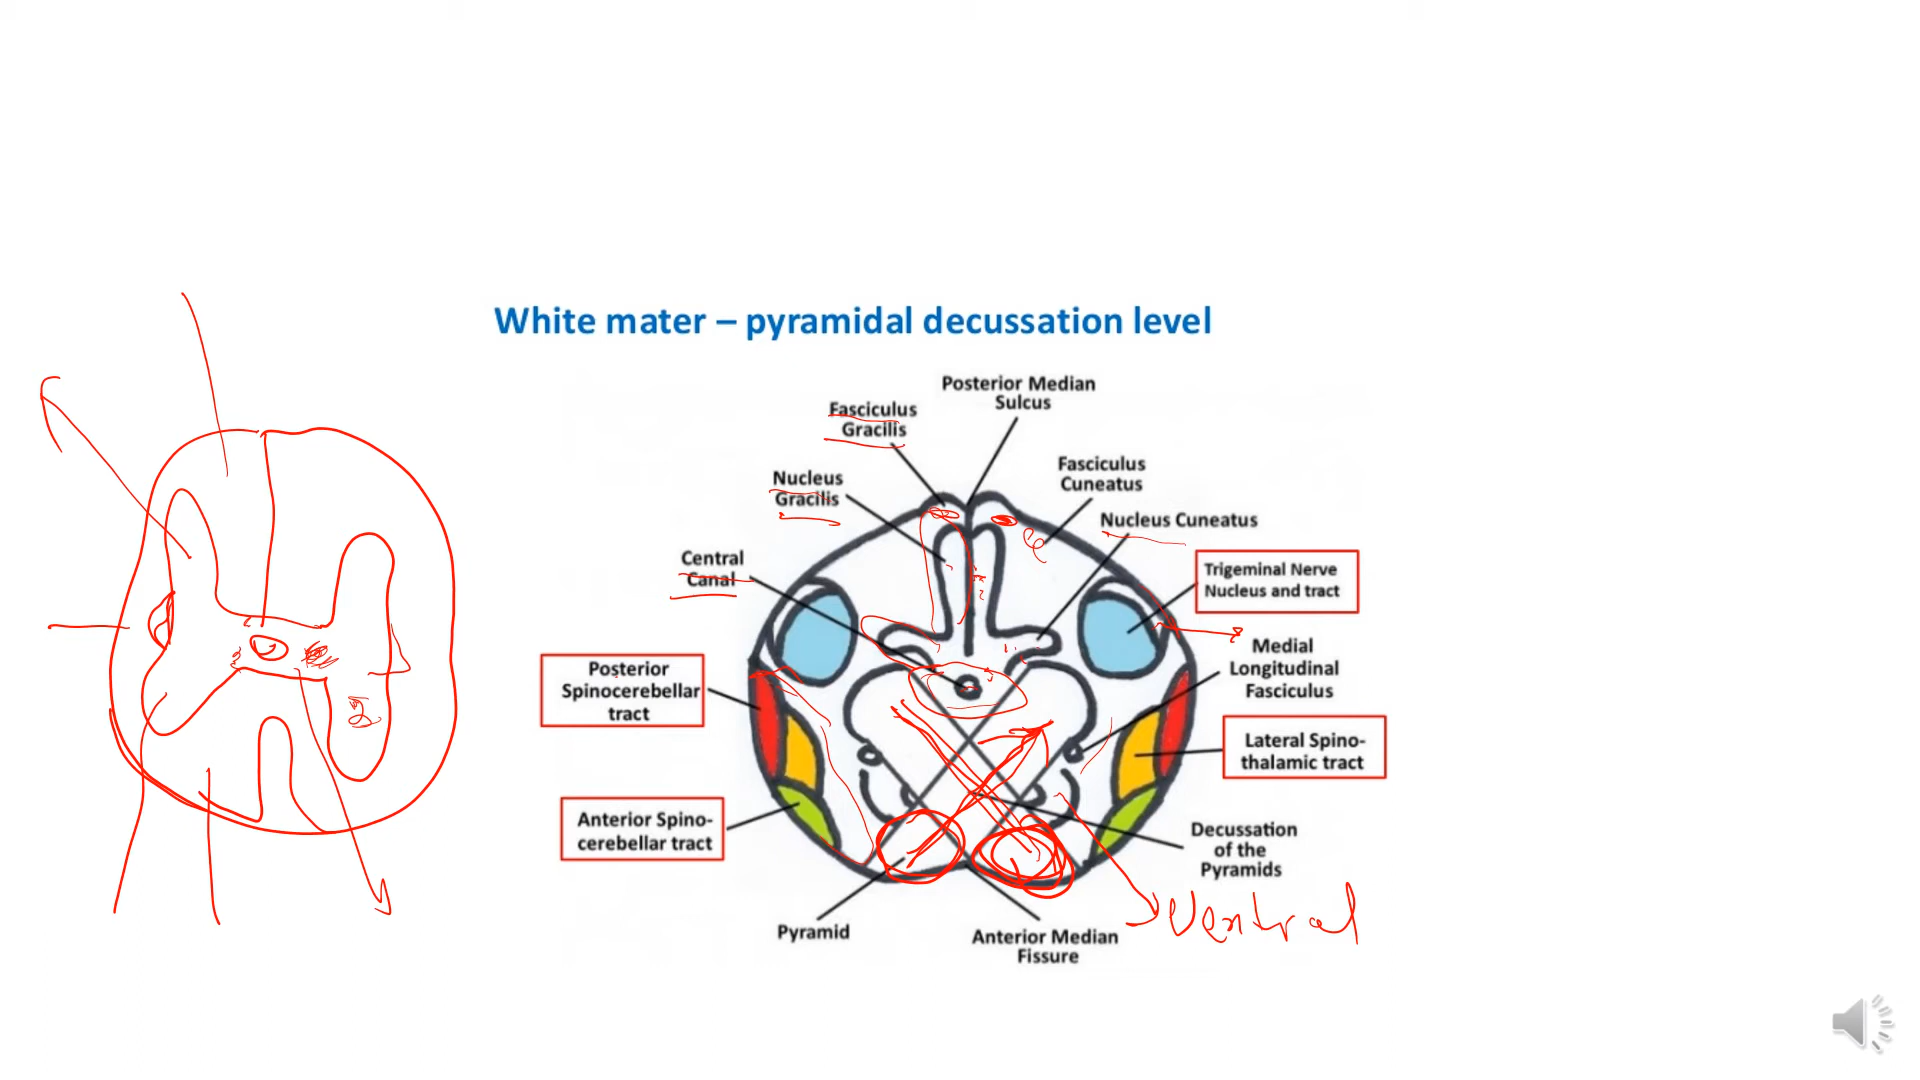 White mater – pyramidal decussation level
Posterior Median
Sulcus
Fasciculus
Gracilis
Fasciculus
Cuneatus
Nucleus
Gracilis
Nucleus Cuneatus
Central
Canal
Trigeminal Nerve
Nucleus and tract
Medial
Longitudinal
Fasciculus
Posterior
Spinocerebellar
tract
Lateral Spino-
thalamic tract
Anterior Spino-
cerebellar tract
Decussation
of the
Pyramids
Ventral
Pyramid
Anterior Median
Fissure